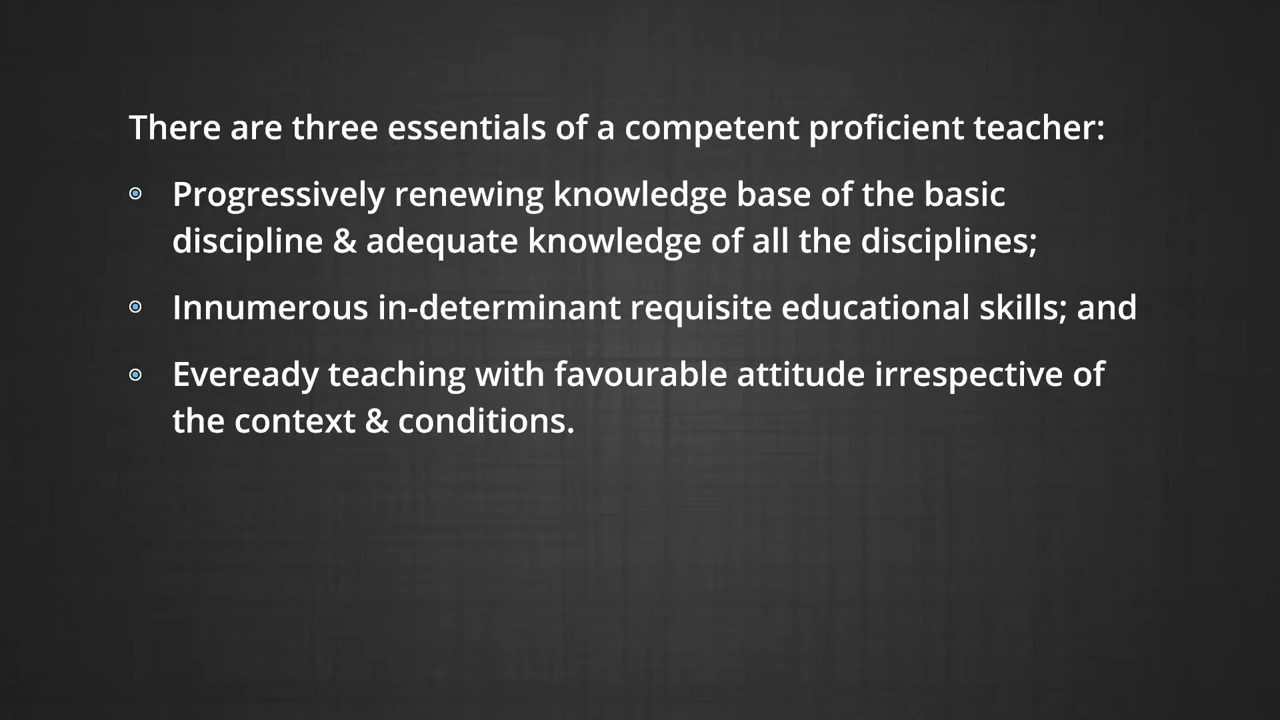 There are three essentials of a competent proficient teacher:
Progressively renewing knowledge base of the basic
discipline & adequate knowledge of all the disciplines;
Innumerous in-determinant requisite educational skills; and
Eveready teaching with favourable attitude irrespective of
the context & conditions.